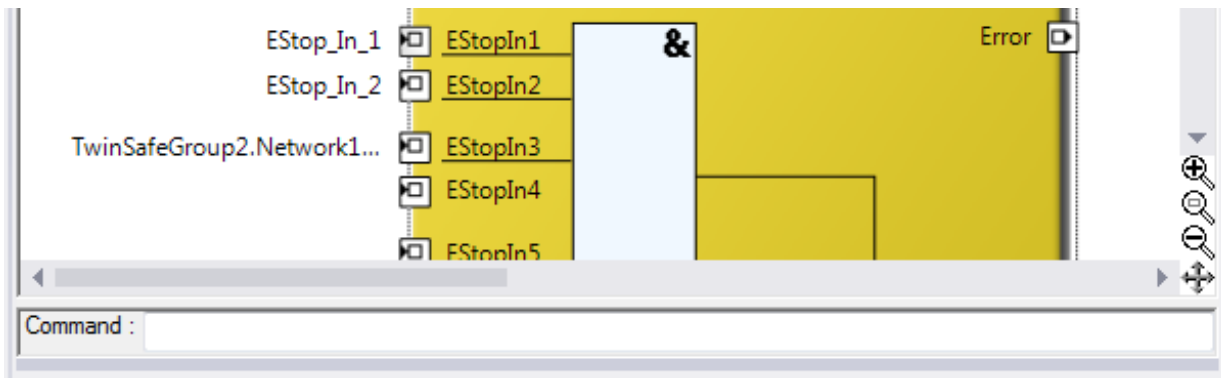 EStop_In_1 EStopIn1 & Error
EStop_In_2 EStopIn2
TwinSafeGroup2.Network1... EStopIn3
EStopIn4
EStopIn5
Command :